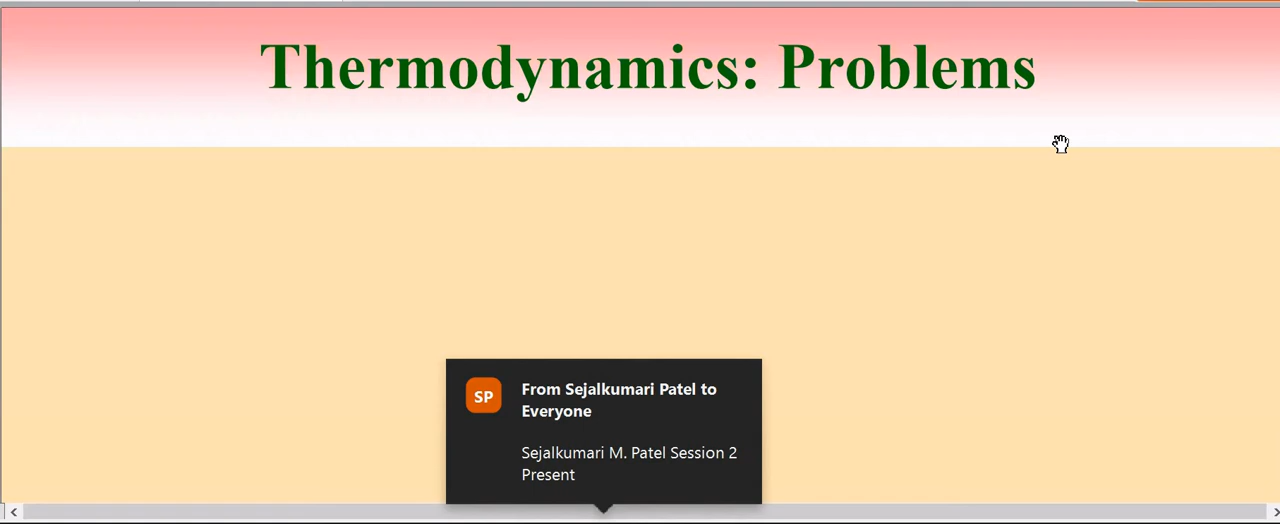 Thermodynamics: Problems
SP
From Sejalkumari Patel to
Everyone
Sejalkumari M. Patel Session 2
Present